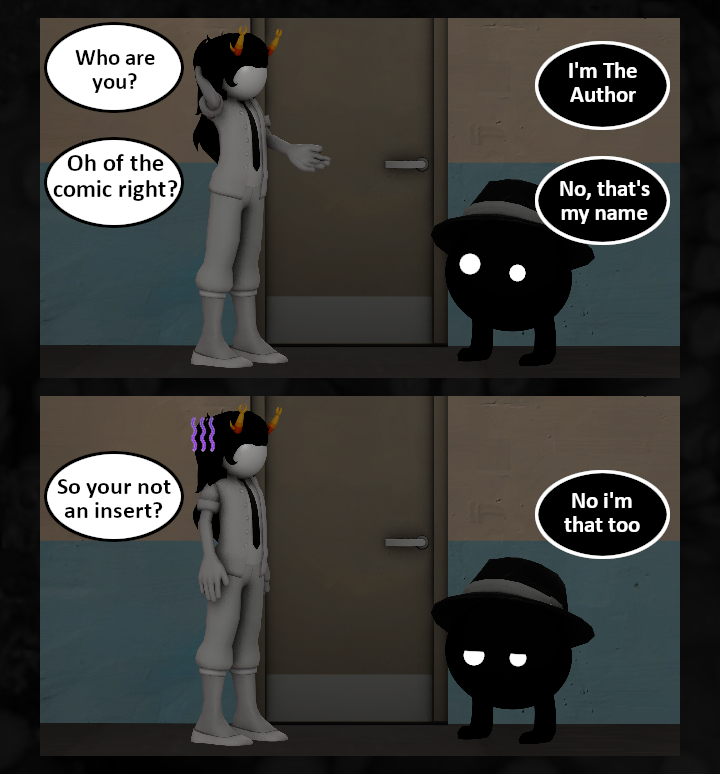 Who are
you?
I'm The
Author
Oh of the
comic right?
No, that's
my name
So your not
an insert?
No i'm
that too